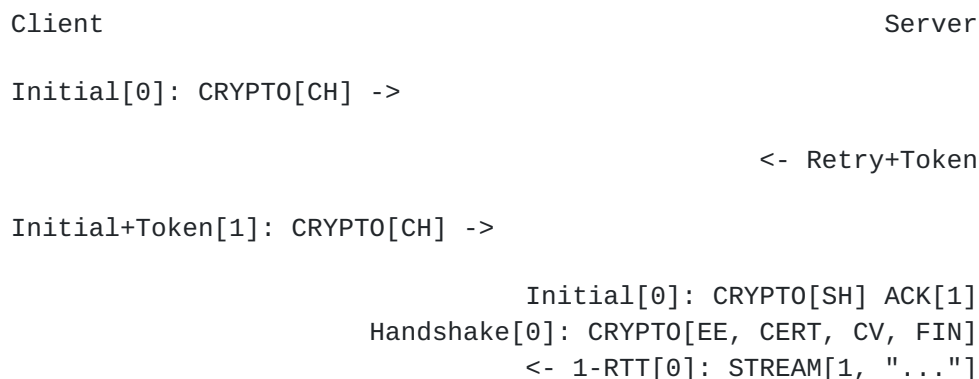 Client Server
Initial[0]: CRYPTO[CH] ->
<- Retry+Token
Initial+Token[1]: CRYPTO[CH] ->
Initial[0]: CRYPTO[SH] ACK[1]
Handshake[0]: CRYPTO[EE, CERT, CV, FIN]
<- 1-RTT[0]: STREAM[1, "..."]